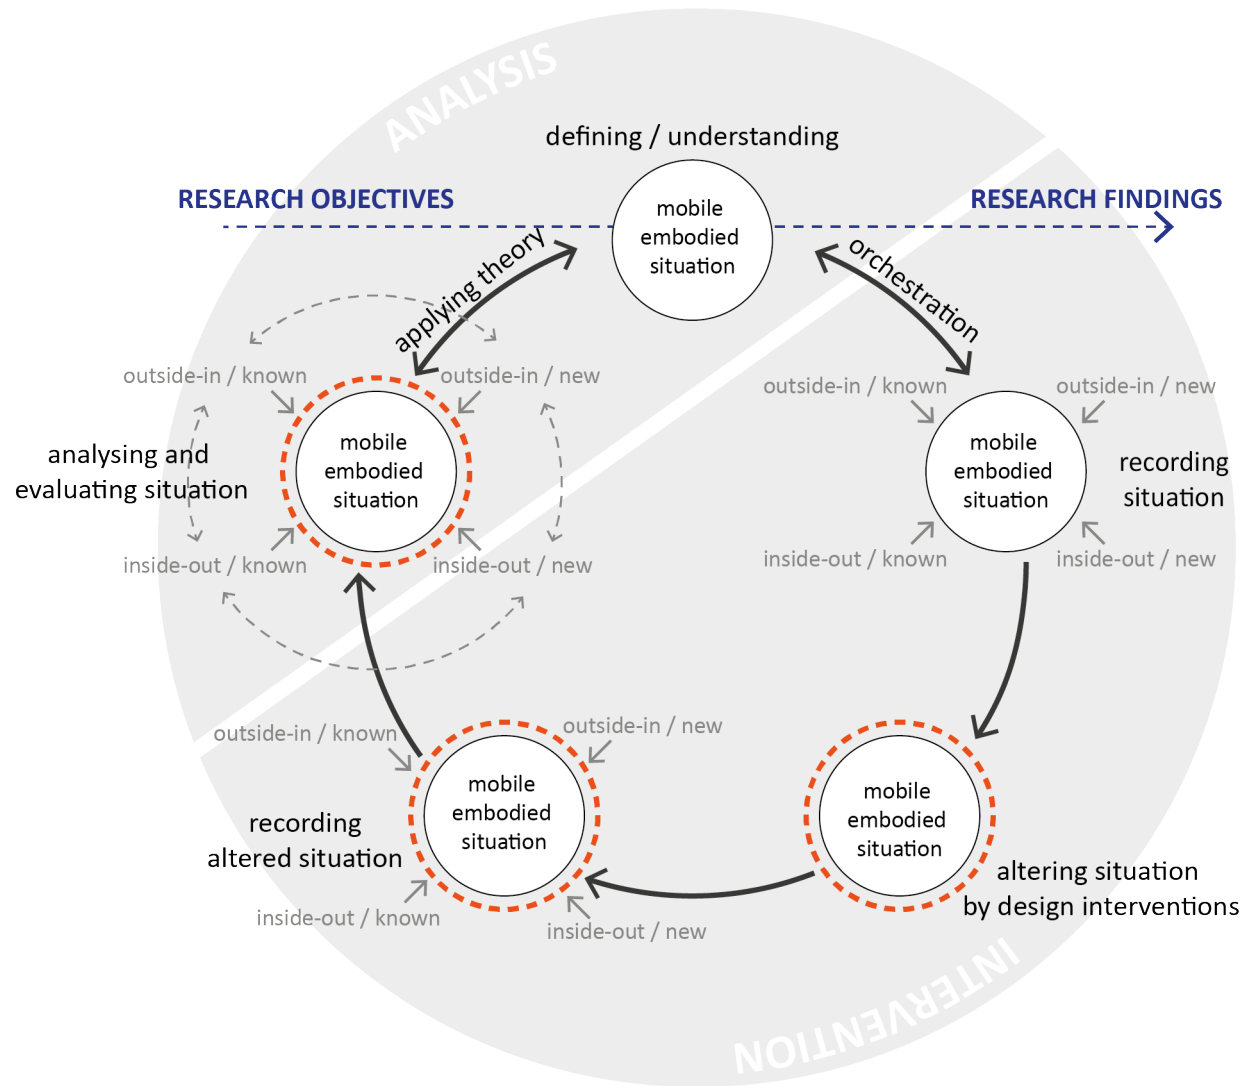 ANALYSIS
defining / understanding
RESEARCH OBJECTIVES
RESEARCH FINDINGS
mobile
embodied
situation
applying theory
orchestration
outside-in / known
outside-in / new
mobile
embodied
situation
analysing and
evaluating situation
inside-out / known
inside-out / new
outside-in / known
outside-in / new
mobile
embodied
situation
recording
situation
inside-out / known
inside-out / new
outside-in / known
outside-in / new
mobile
embodied
situation
recording
altered situation
inside-out / known
inside-out / new
mobile
embodied
situation
altering situation
by design interventions
INTERVENTION